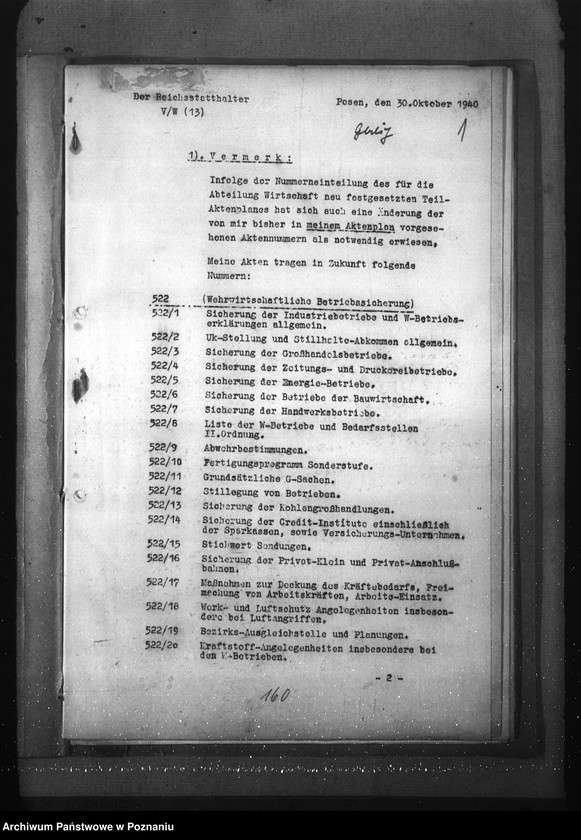 Der Reichsstatthalter
V/W (13)
Posen, den 30.Oktober 1940
1
1). V e r m e r k :
Infolge der Nummerneinteilung des für die
Abteilung Wirtschaft neu festgesetzten Teil-
Aktenplanes hat sich auch eine Änderung der
von mir bisher in meinem Aktenplan vorgese-
henen Aktennummern als notwendig erwiesen.
Meine Akten tragen in Zukunft folgende
Nummern:
522 (Wehrwirtschaftliche Betriebssicherung)
522/1 Sicherung der Industriebetriebe und W-Betriebs-
erklärungen allgemein.
522/2 Uk-Stellung und Stillhalte-Abkommen allgemein.
522/3 Sicherung der Großhandelsbetriebe.
522/4 Sicherung der Zeitungs- und Druckereibetriebe.
522/5 Sicherung der Energie-Betriebe.
522/6 Sicherung der Betriebe der Bauwirtschaft.
522/7 Sicherung der Handwerksbetriebe.
522/8 Liste der W-Betriebe und Bedarfsstellen
II.Ordnung.
522/9 Abwehrbestimmungen.
522/10 Fertigungsprogramm Sonderstufe.
522/11 Grundsätzliche G-Sachen.
522/12 Stillegung von Betrieben.
522/13 Sicherung der Kohlengroßhandlungen.
522/14 Sicherung der Credit-Institute einschließlich
der Sparkassen, sowie Versicherungs-Unternehmen.
522/15 Stichwort Sendungen.
522/16 Sicherung der Privat-Klein und Privat-Anschluß-
bahnen.
522/17 Maßnahmen zur Deckung des Kräftebedarfs, Frei-
machung von Arbeitskräften, Arbeits-Einsatz.
522/18 Werk- und Luftschutz Angelegenheiten insbeson-
dere bei Luftangriffen.
522/19 Bezirks-Ausgleichstelle und Planungen.
522/20 Kraftstoff-Angelegenheiten insbesondere bei
den W-Betrieben.
- 2 -
160
Archiwum Państwowe w Poznaniu